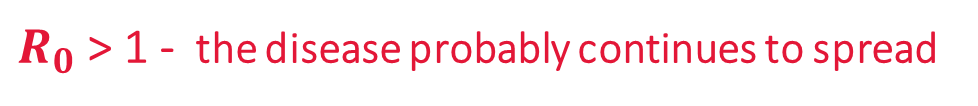 R₀ > 1 - the disease probably continues to spread